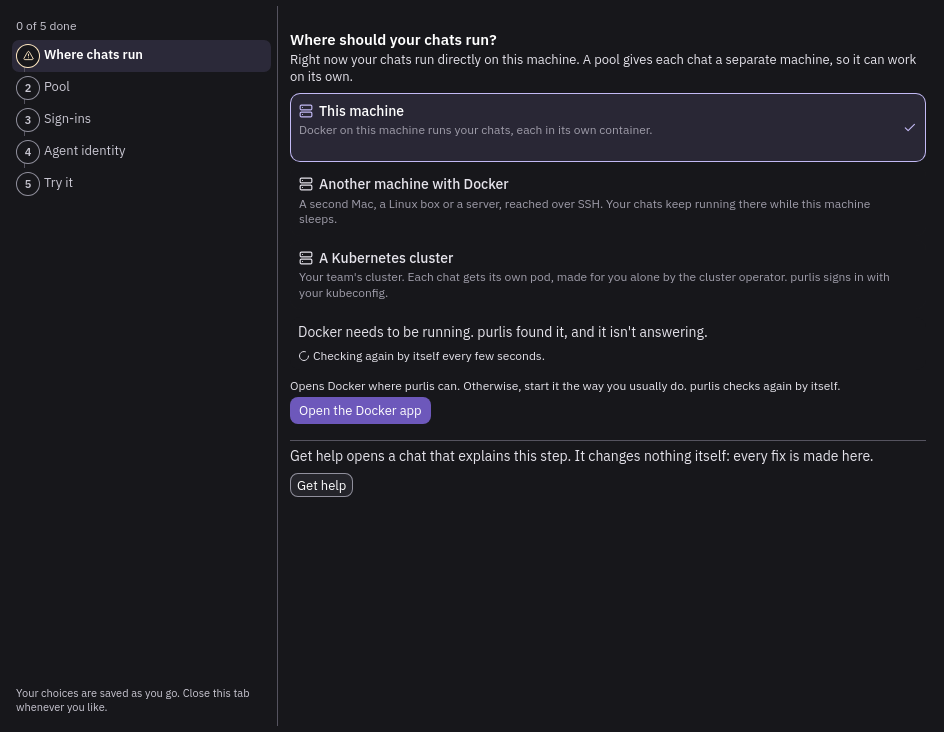 0 of 5 done
Where chats run
2 Pool
3 Sign-ins
4 Agent identity
5 Try it
Your choices are saved as you go. Close this tab
whenever you like.
Where should your chats run?
Right now your chats run directly on this machine. A pool gives each chat a separate machine, so it can work
on its own.
This machine
Docker on this machine runs your chats, each in its own container.
Another machine with Docker
A second Mac, a Linux box or a server, reached over SSH. Your chats keep running there while this machine
sleeps.
A Kubernetes cluster
Your team's cluster. Each chat gets its own pod, made for you alone by the cluster operator. purlis signs in with
your kubeconfig.
Docker needs to be running. purlis found it, and it isn't answering.
Checking again by itself every few seconds.
Opens Docker where purlis can. Otherwise, start it the way you usually do. purlis checks again by itself.
Open the Docker app
Get help opens a chat that explains this step. It changes nothing itself: every fix is made here.
Get help